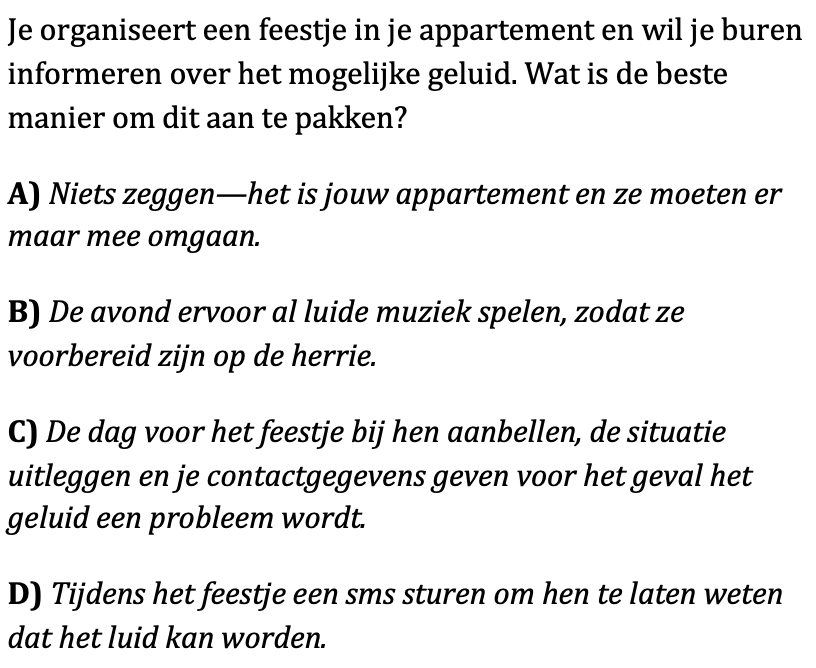 Je organiseert een feestje in je appartement en wil je buren
informeren over het mogelijke geluid. Wat is de beste
manier om dit aan te pakken?
A) Niets zeggen—het is jouw appartement en ze moeten er
maar mee omgaan.
B) De avond ervoor al luide muziek spelen, zodat ze
voorbereid zijn op de herrie.
C) De dag voor het feestje bij hen aanbellen, de situatie
uitleggen en je contactgegevens geven voor het geval het
geluid een probleem wordt.
D) Tijdens het feestje een sms sturen om hen te laten weten
dat het luid kan worden.